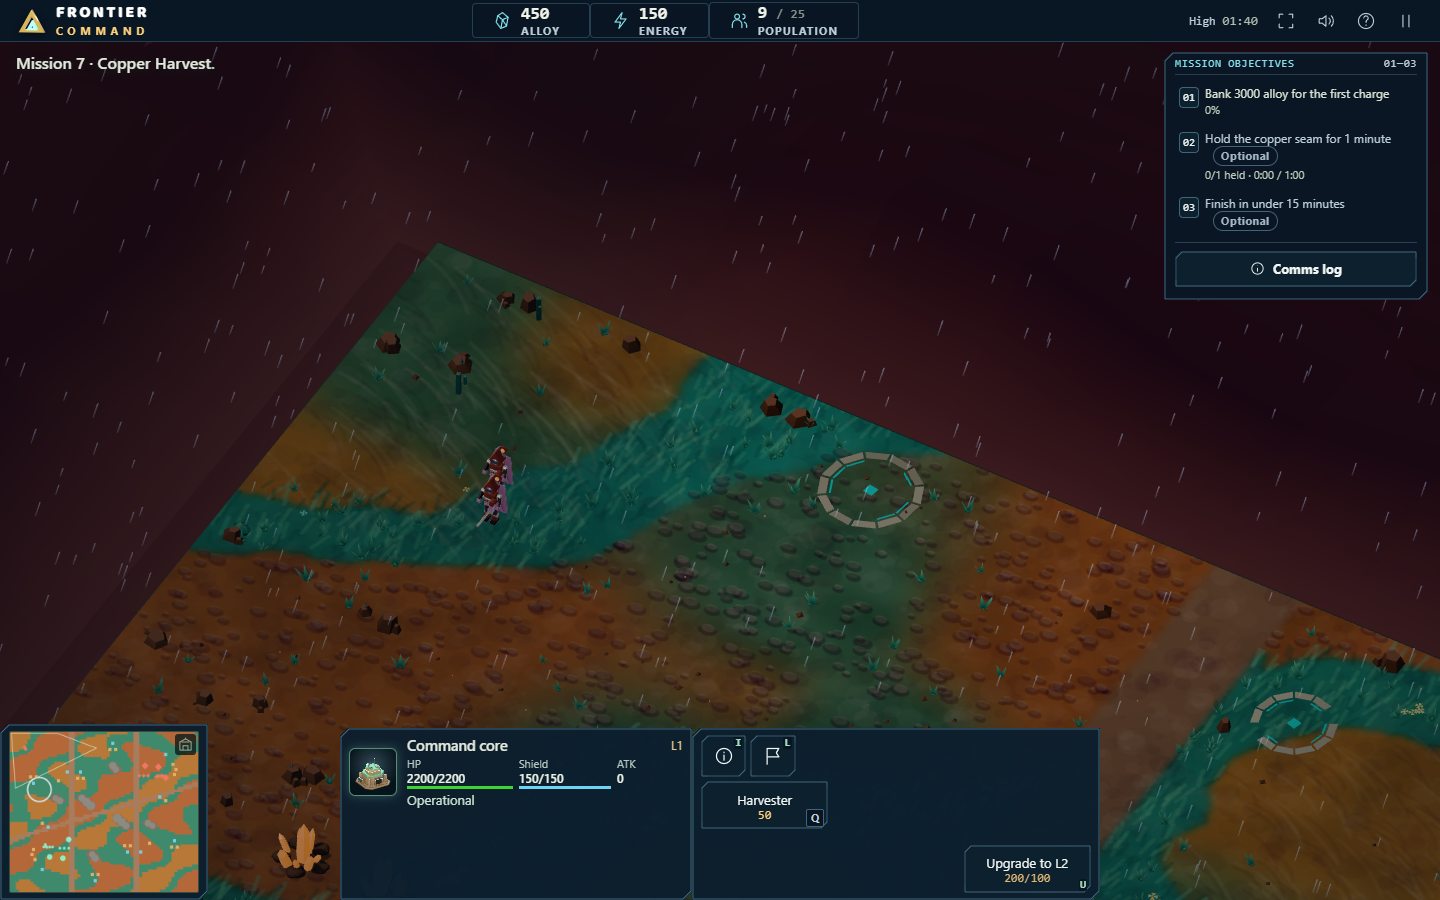 FRONTIER
COMMAND
450
ALLOY
150
ENERGY
9 / 25
POPULATION
High 01:40
Mission 7 · Copper Harvest.
MISSION OBJECTIVES 01—03
01 Bank 3000 alloy for the first charge
0%
02 Hold the copper seam for 1 minute
Optional
0/1 held · 0:00 / 1:00
03 Finish in under 15 minutes
Optional
Comms log
Command core L1
HP Shield ATK
2200/2200 150/150 0
Operational
I L
Harvester
50
Q
Upgrade to L2
200/100
U